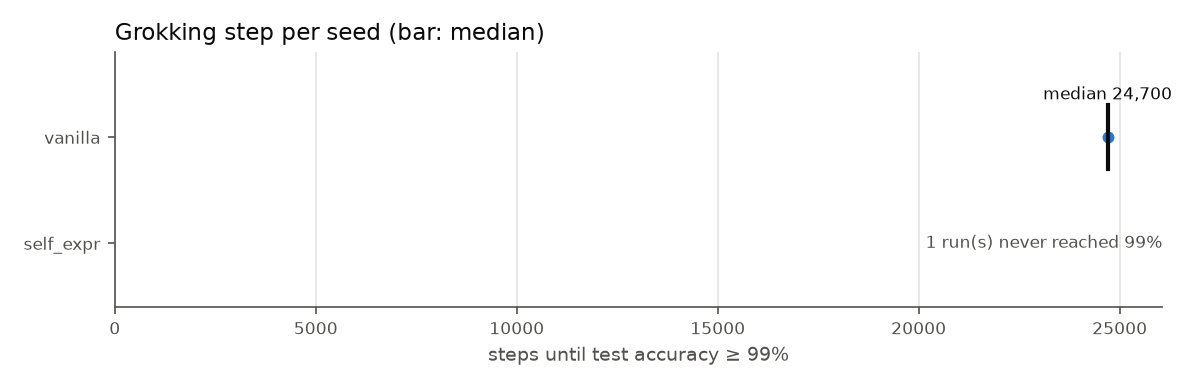 Grokking step per seed (bar: median)
median 24,700
vanilla
self_expr
1 run(s) never reached 99%
0 5000 10000 15000 20000 25000
steps until test accuracy ≥ 99%